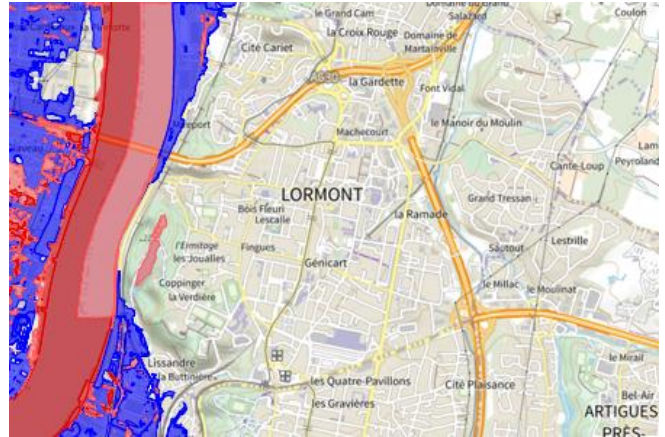 le Grand Cam
Salazard
Coulon
la Croix Rouge
Domaine de
Martainville
Cité Cariet
A630
la Gardette
Font Vidal
le Manoir du Moulin
Machecourt
Cante-Loup
Peyroland
LORMONT
Grand Tressan
Bois Fleuri
Lescalle
la Ramade
l'Ermitage
les Joualles
Fingues
Sautout
Lestrille
Génicart
Coppinger
la Verdière
le Millac
le Moulinat
Lissandre
la Buttinière
le Mirail
les Quatre-Pavillons
Cité Plaisance
les Gravières
Bel-Air
ARTIGUES
PRÈS-